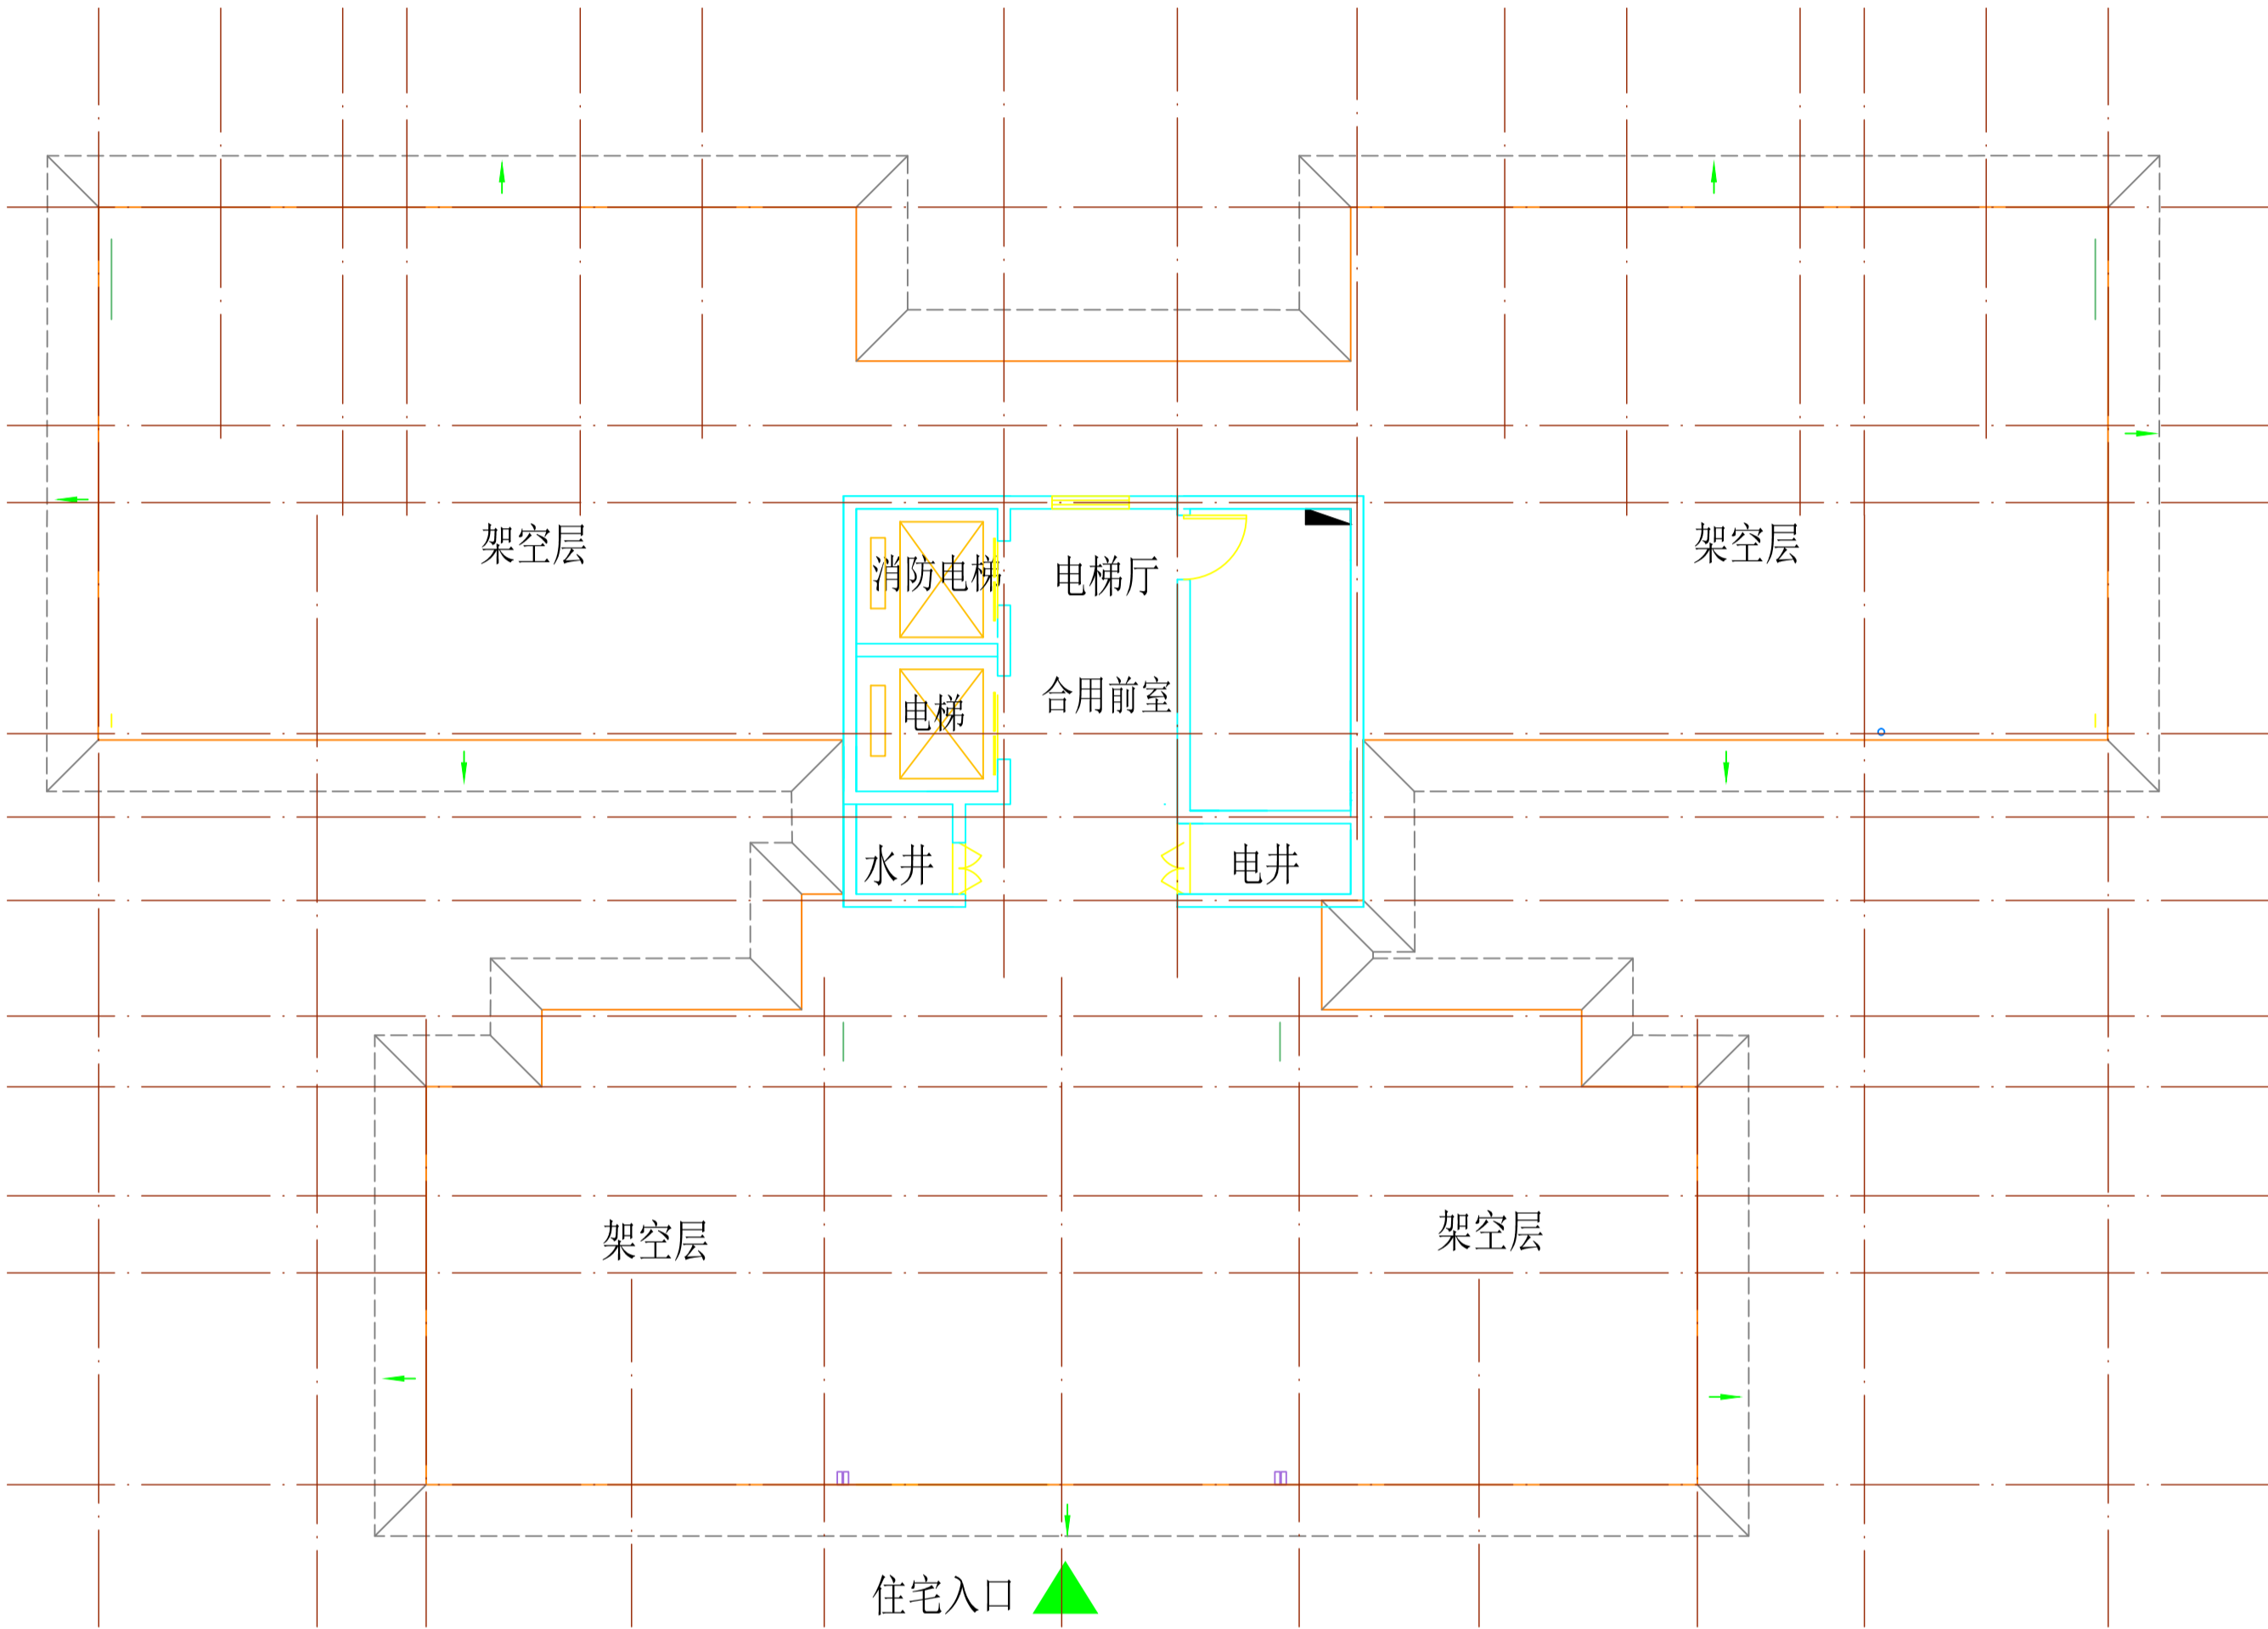 架空层
架空层
消防电梯
电梯厅
合用前室
电梯
水井
电井
架空层
架空层
住宅入口